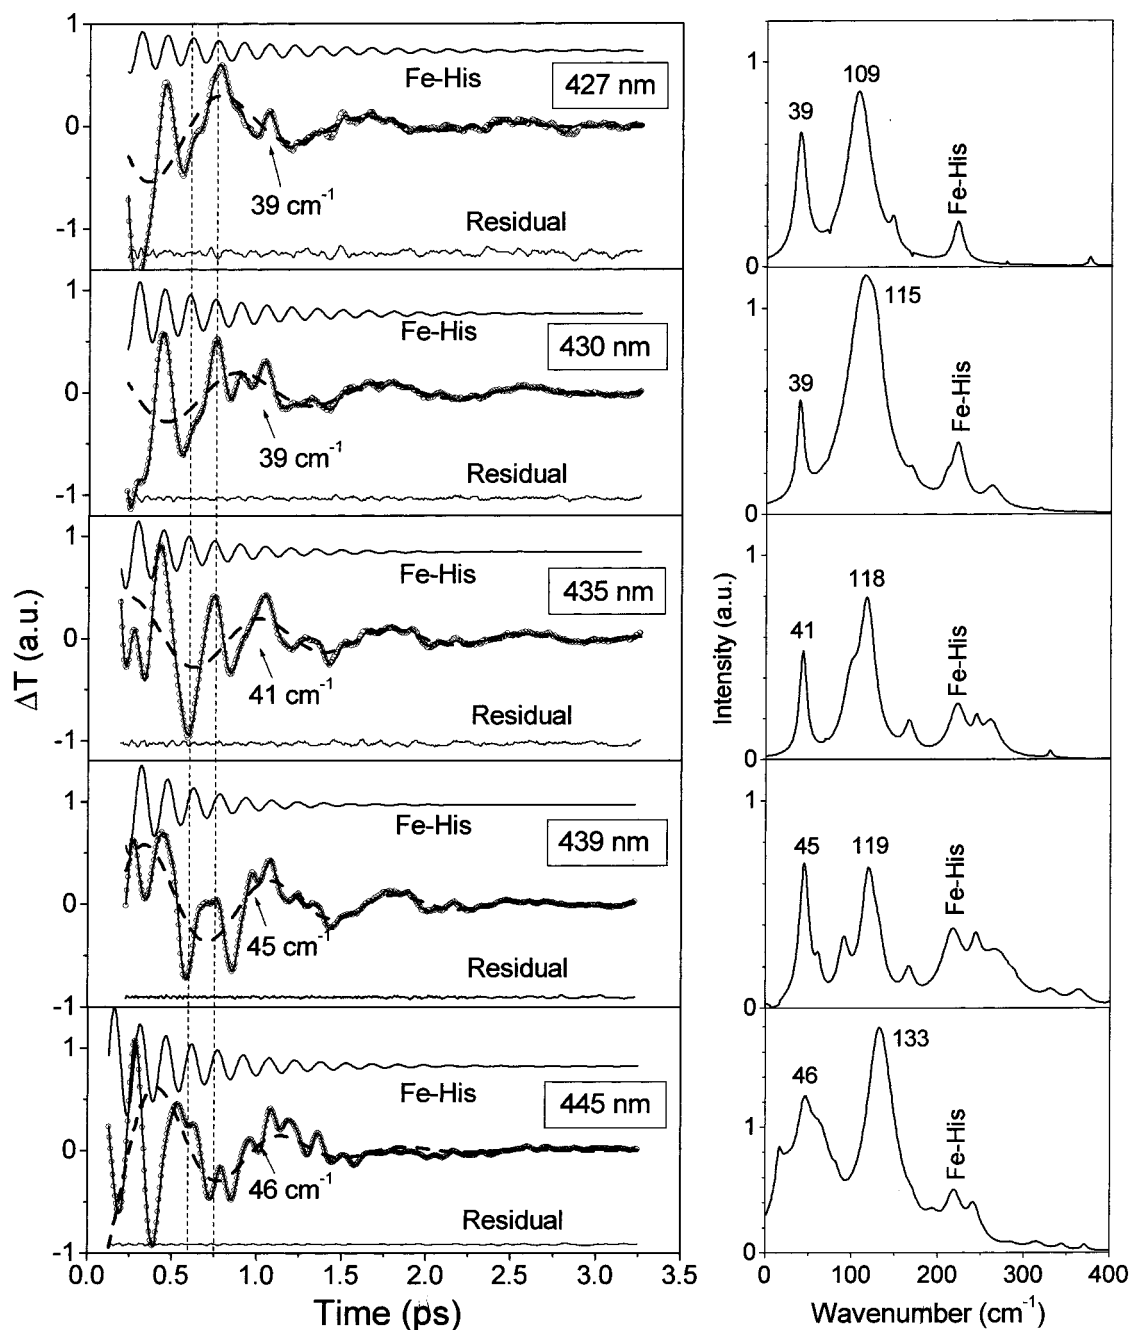 1
0
-1
Fe-His
427 nm
39 cm⁻¹
Residual
1
0
-1
Fe-His
430 nm
39 cm⁻¹
Residual
1
0
-1
Fe-His
435 nm
41 cm⁻¹
Residual
1
0
-1
Fe-His
439 nm
45 cm⁻¹
Residual
1
0
-1
Fe-His
445 nm
46 cm⁻¹
Residual
ΔT (a.u.)
0.0 0.5 1.0 1.5 2.0 2.5 3.0 3.5
Time (ps)
1
0
39
109
Fe-His
1
0
39
115
Fe-His
1
0
41
118
Fe-His
1
0
45
119
Fe-His
1
0
46
133
Fe-His
Intensity (a.u.)
0 100 200 300 400
Wavenumber (cm⁻¹)